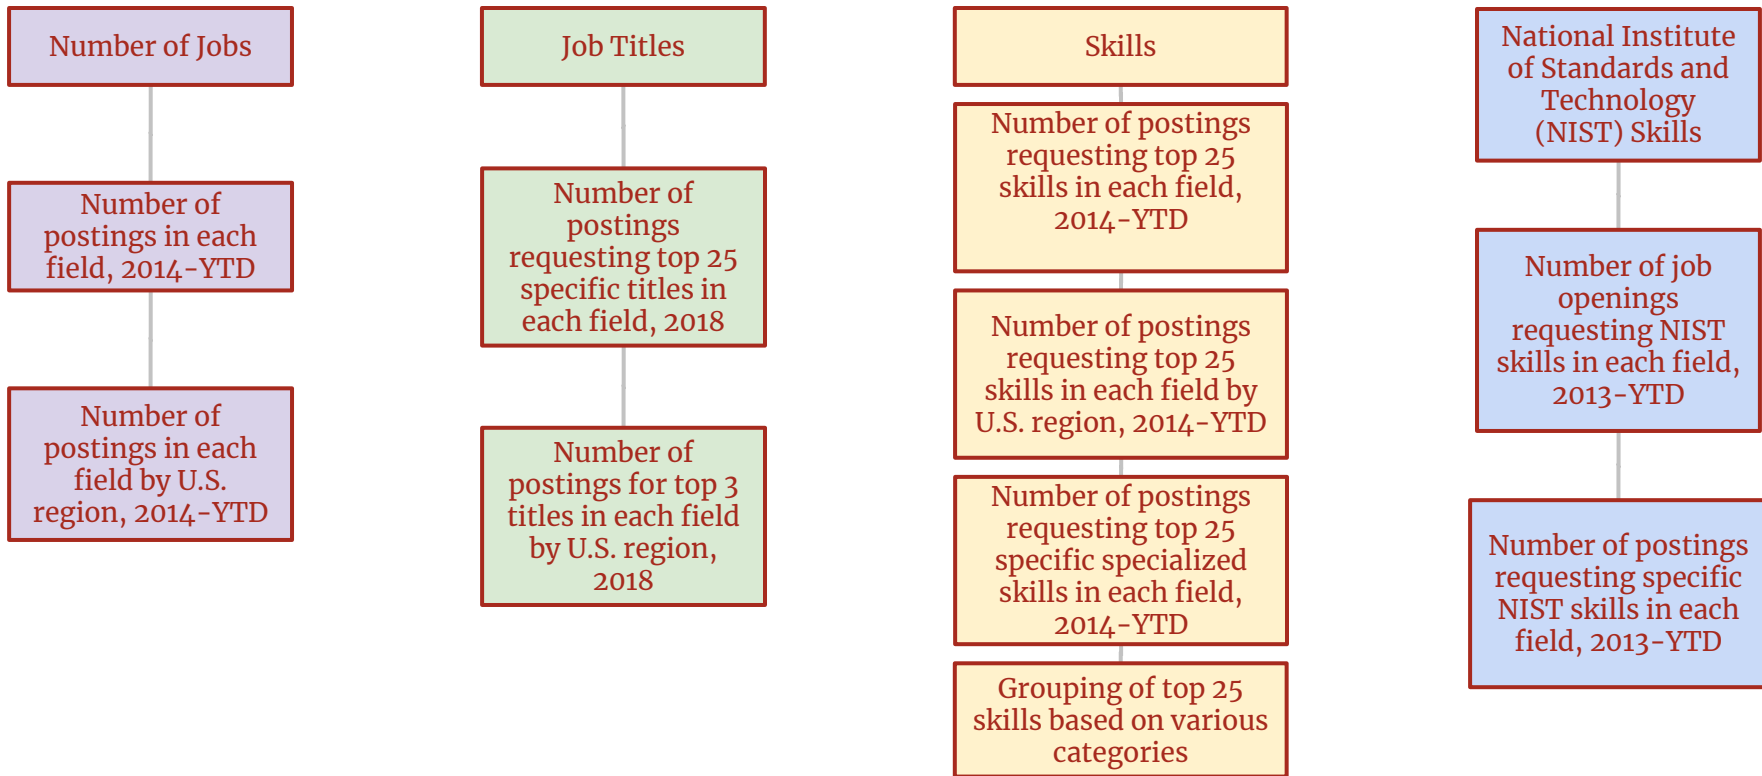 Number of Jobs
Number of
postings in each
field, 2014-YTD
Number of
postings in each
field by U.S.
region, 2014-YTD
Job Titles
Number of
postings
requesting top 25
specific titles in
each field, 2018
Number of
postings for top 3
titles in each field
by U.S. region,
2018
Skills
Number of postings
requesting top 25
skills in each field,
2014-YTD
Number of postings
requesting top 25
skills in each field by
U.S. region, 2014-YTD
Number of postings
requesting top 25
specific specialized
skills in each field,
2014-YTD
Grouping of top 25
skills based on various
categories
National Institute
of Standards and
Technology
(NIST) Skills
Number of job
openings
requesting NIST
skills in each field,
2013-YTD
Number of postings
requesting specific
NIST skills in each
field, 2013-YTD